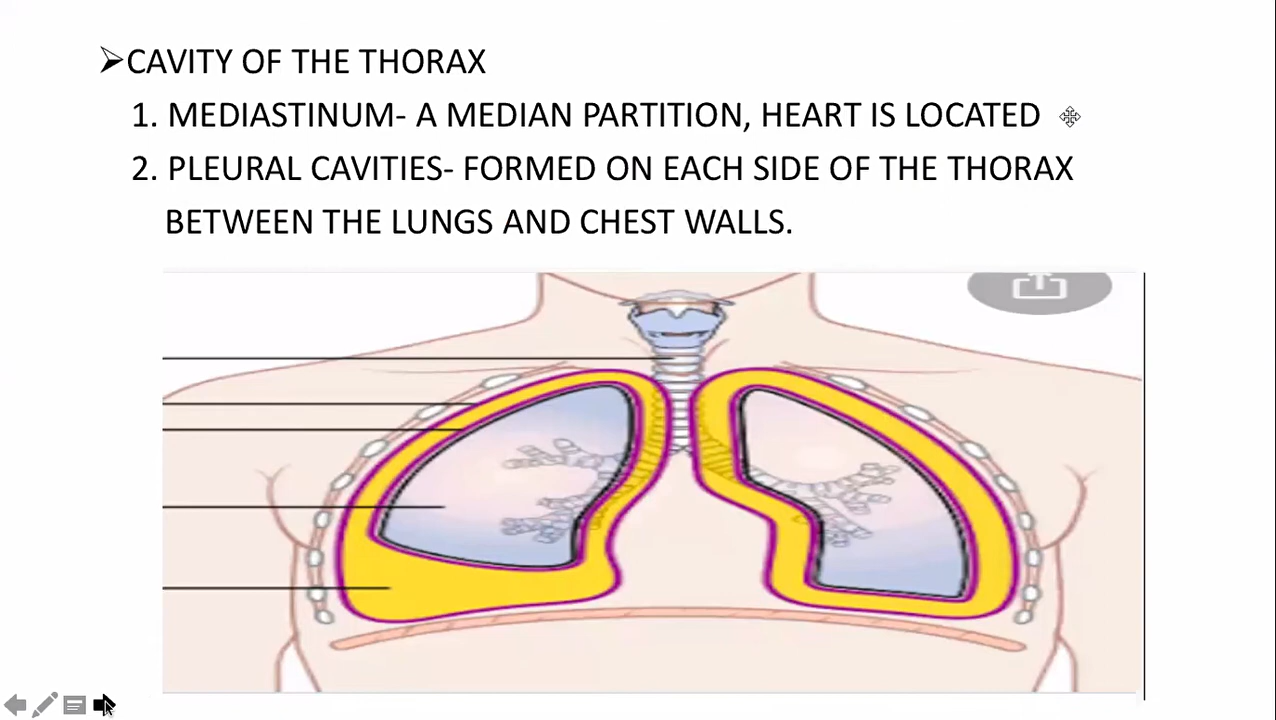 ➢CAVITY OF THE THORAX
1. MEDIASTINUM- A MEDIAN PARTITION, HEART IS LOCATED
2. PLEURAL CAVITIES- FORMED ON EACH SIDE OF THE THORAX
BETWEEN THE LUNGS AND CHEST WALLS.